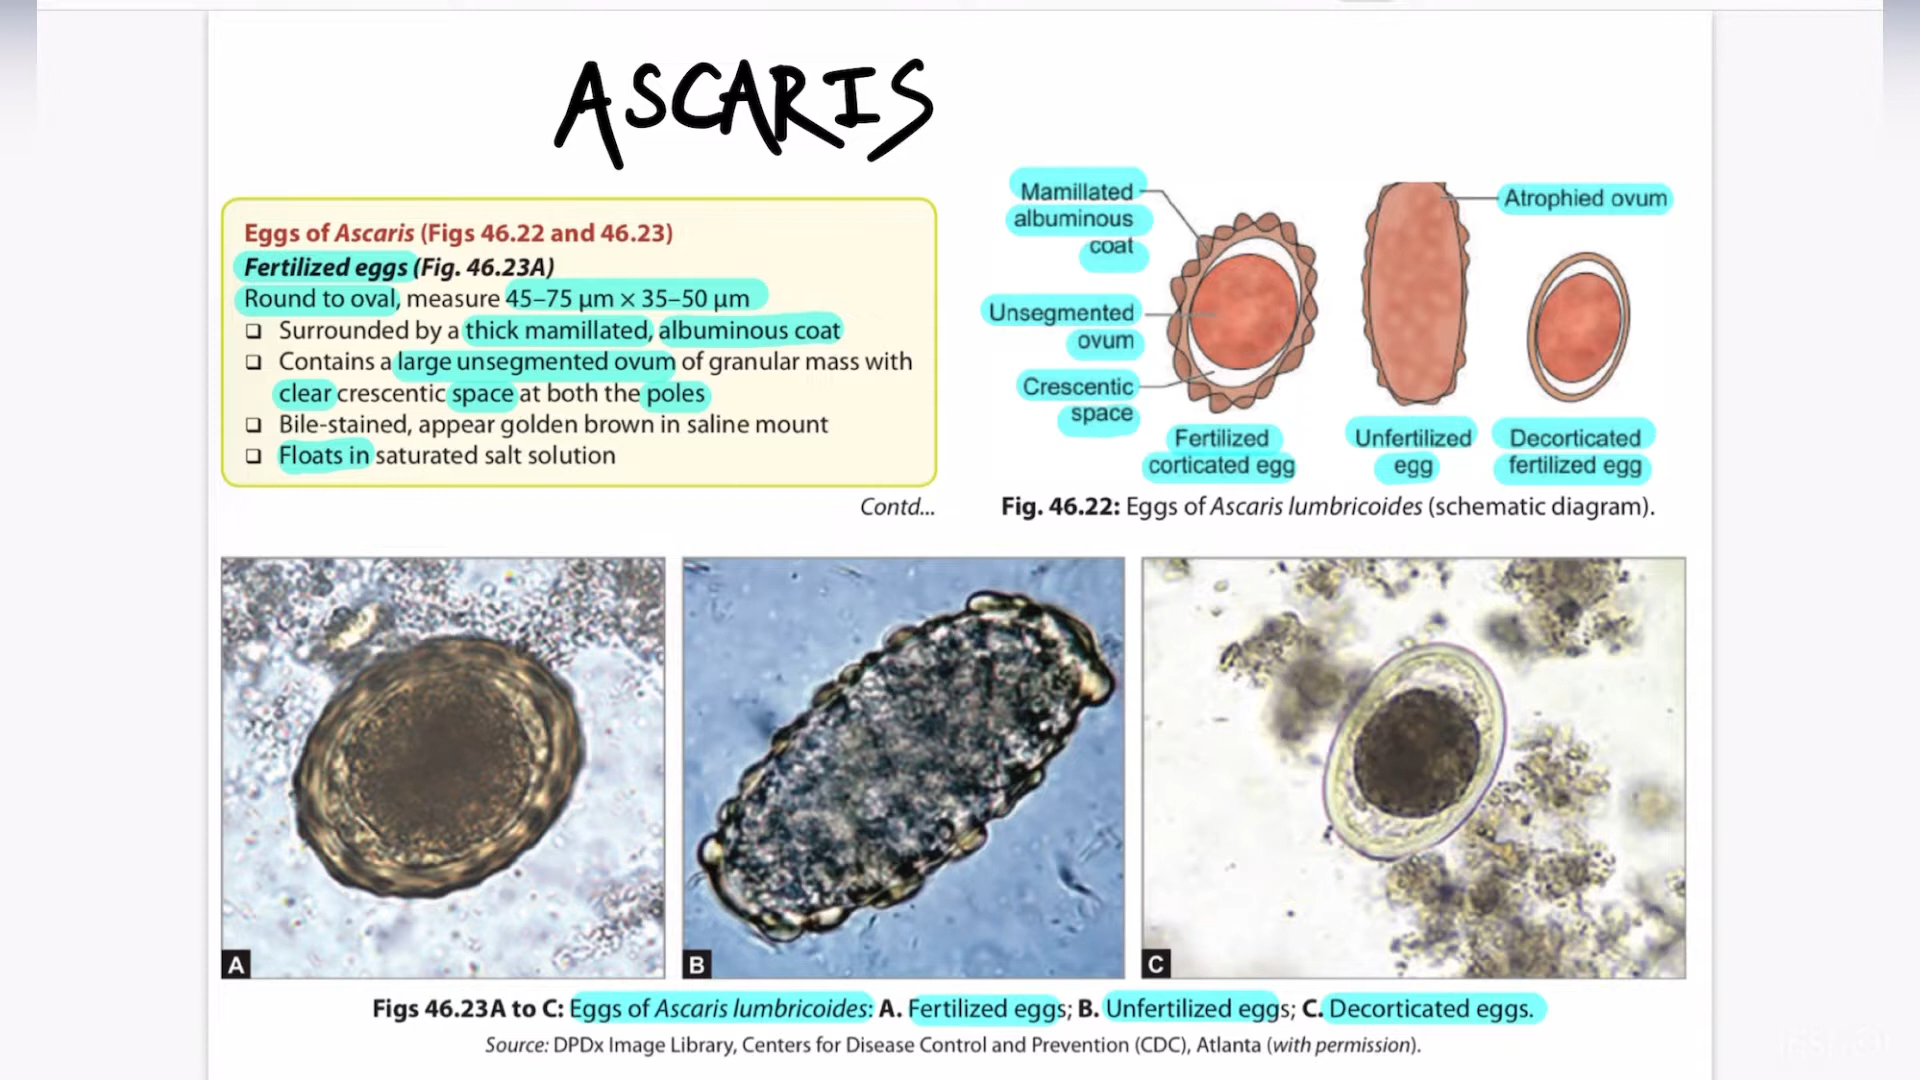 ASCARIS
Eggs of Ascaris (Figs 46.22 and 46.23)
Fertilized eggs (Fig. 46.23A)
Round to oval, measure 45–75 μm × 35–50 μm
❑ Surrounded by a thick mamillated, albuminous coat
❑ Contains a large unsegmented ovum of granular mass with
clear crescentic space at both the poles
❑ Bile-stained, appear golden brown in saline mount
❑ Floats in saturated salt solution
Contd...
Mamillated
albuminous
coat
Unsegmented
ovum
Crescentic
space
Atrophied ovum
Fertilized
corticated egg
Unfertilized
egg
Decorticated
fertilized egg
Fig. 46.22: Eggs of Ascaris lumbricoides (schematic diagram).
A
B
C
Figs 46.23A to C: Eggs of Ascaris lumbricoides: A. Fertilized eggs; B. Unfertilized eggs; C. Decorticated eggs.
Source: DPDx Image Library, Centers for Disease Control and Prevention (CDC), Atlanta (with permission).